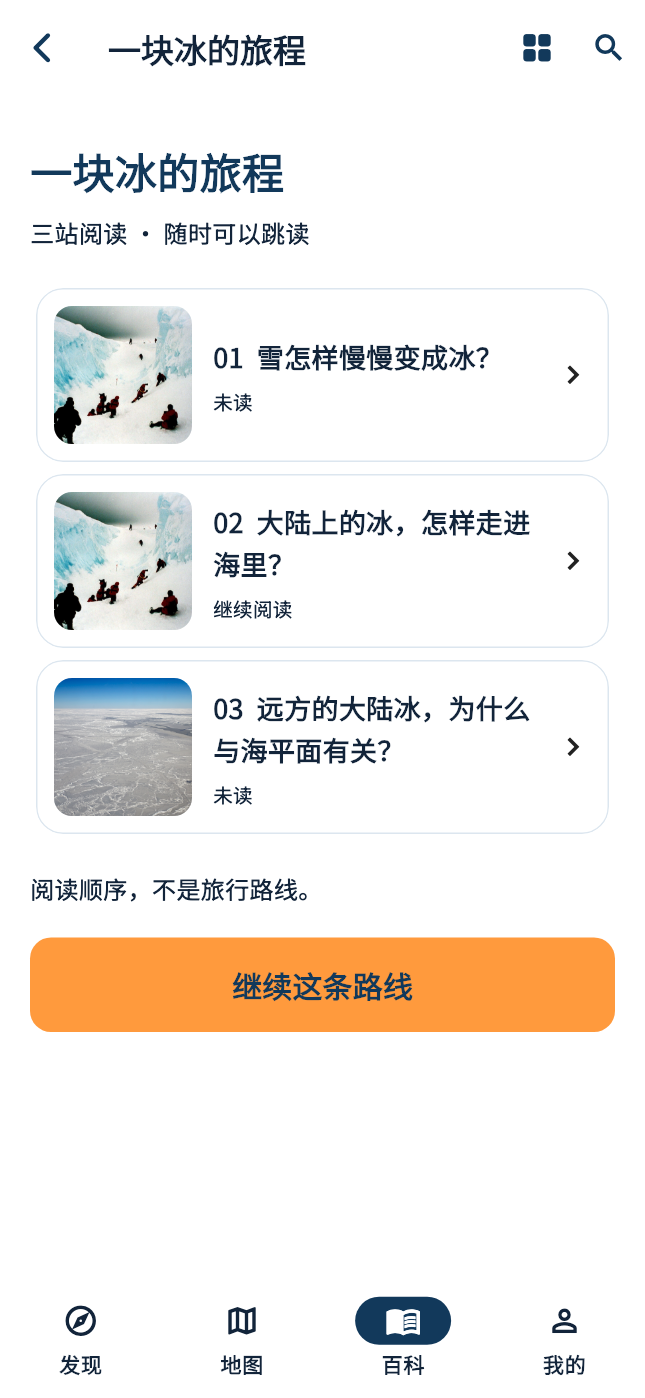 一块冰的旅程
一块冰的旅程
三站阅读 · 随时可以跳读
01 雪怎样慢慢变成冰？
未读
02 大陆上的冰，怎样走进
海里？
继续阅读
03 远方的大陆冰，为什么
与海平面有关？
未读
阅读顺序，不是旅行路线。
继续这条路线
发现
地图
百科
我的